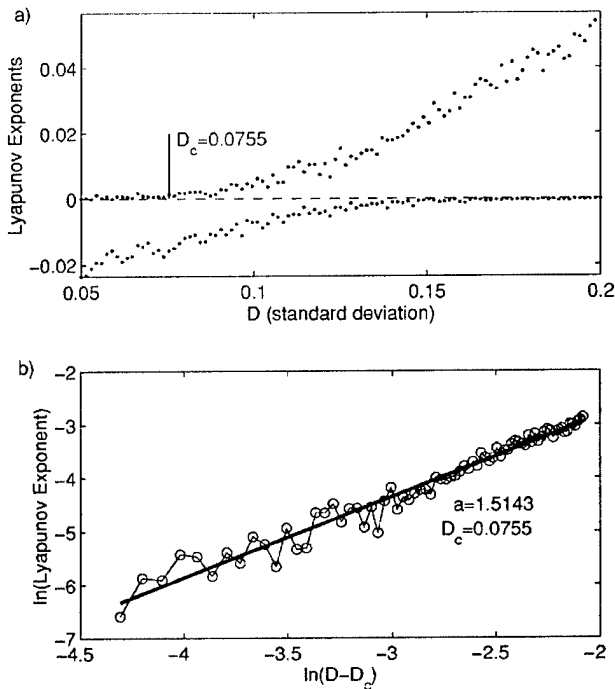 a)
Lyapunov Exponents
0.04
0.02
0
−0.02
D_c=0.0755
0.05
0.1
0.15
0.2
D (standard deviation)
b)
ln(Lyapunov Exponent)
−2
−3
−4
−5
−6
−7
a=1.5143
D_c=0.0755
−4.5
−4
−3.5
−3
−2.5
−2
ln(D−D_c)